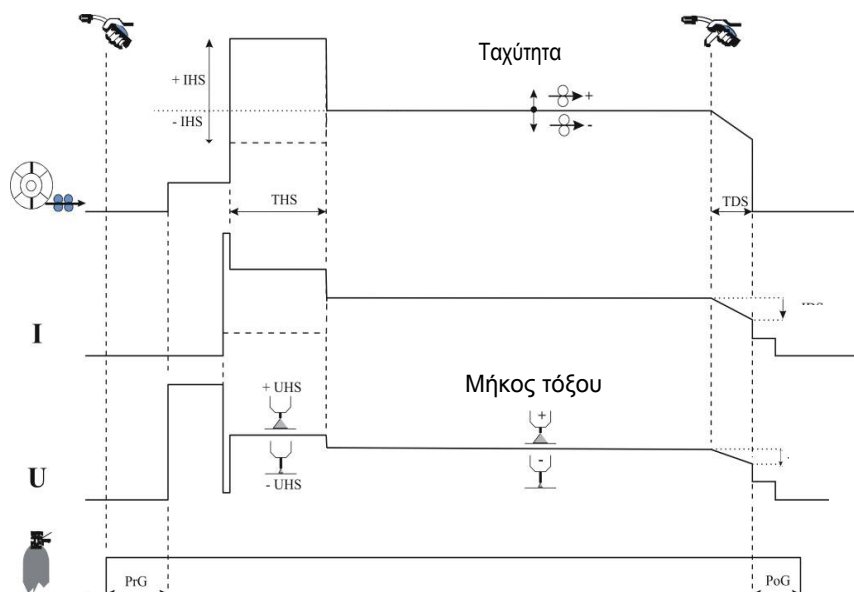 Ταχύτητα
+ IHS
- IHS
+
-
THS
TDS
I
Μήκος τόξου
+ UHS
+
-
- UHS
U
PrG
PoG